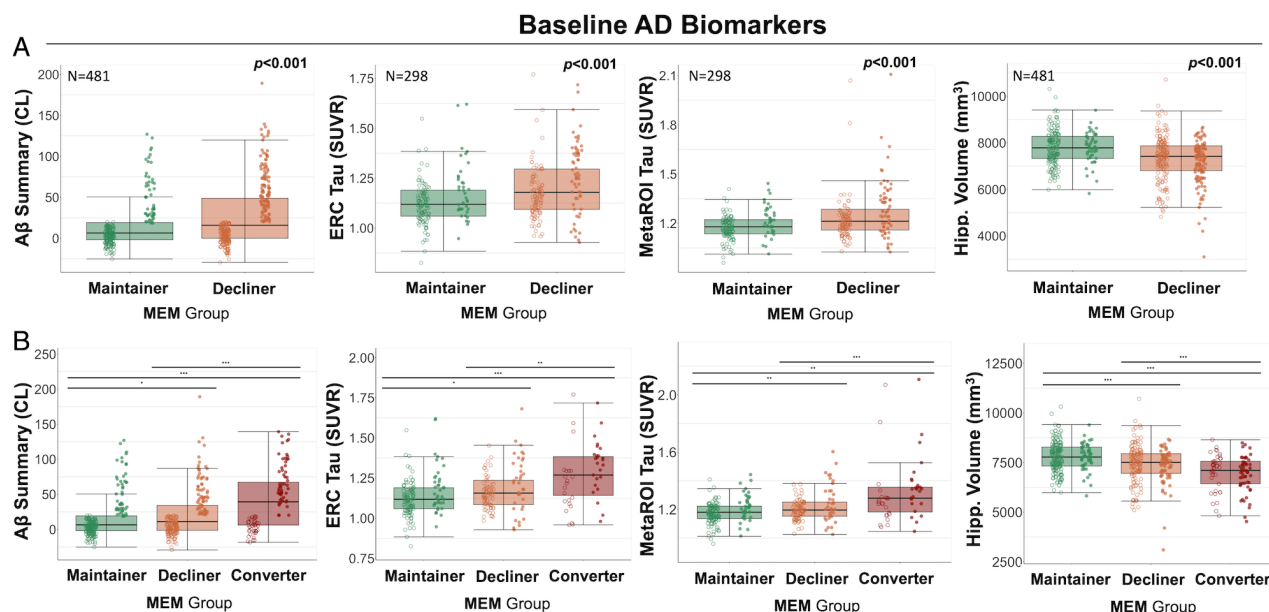 Baseline AD Biomarkers
A
Aβ Summary (CL)
200
150
100
50
0
N=481
p<0.001
Maintainer Decliner
MEM Group
ERC Tau (SUVR)
1.75
1.50
1.25
1.00
N=298
p<0.001
Maintainer Decliner
MEM Group
MetaROI Tau (SUVR)
2.1
1.8
1.5
1.2
N=298
p<0.001
Maintainer Decliner
MEM Group
Hipp. Volume (mm³)
10000
8000
6000
4000
N=481
p<0.001
Maintainer Decliner
MEM Group
B
Aβ Summary (CL)
250
200
150
100
50
0
***
***
*
Maintainer Decliner Converter
MEM Group
ERC Tau (SUVR)
2.00
1.75
1.50
1.25
1.00
0.75
**
***
*
Maintainer Decliner Converter
MEM Group
MetaROI Tau (SUVR)
2.0
1.6
1.2
***
**
**
Maintainer Decliner Converter
MEM Group
Hipp. Volume (mm³)
12500
10000
7500
5000
2500
***
***
***
Maintainer Decliner Converter
MEM Group